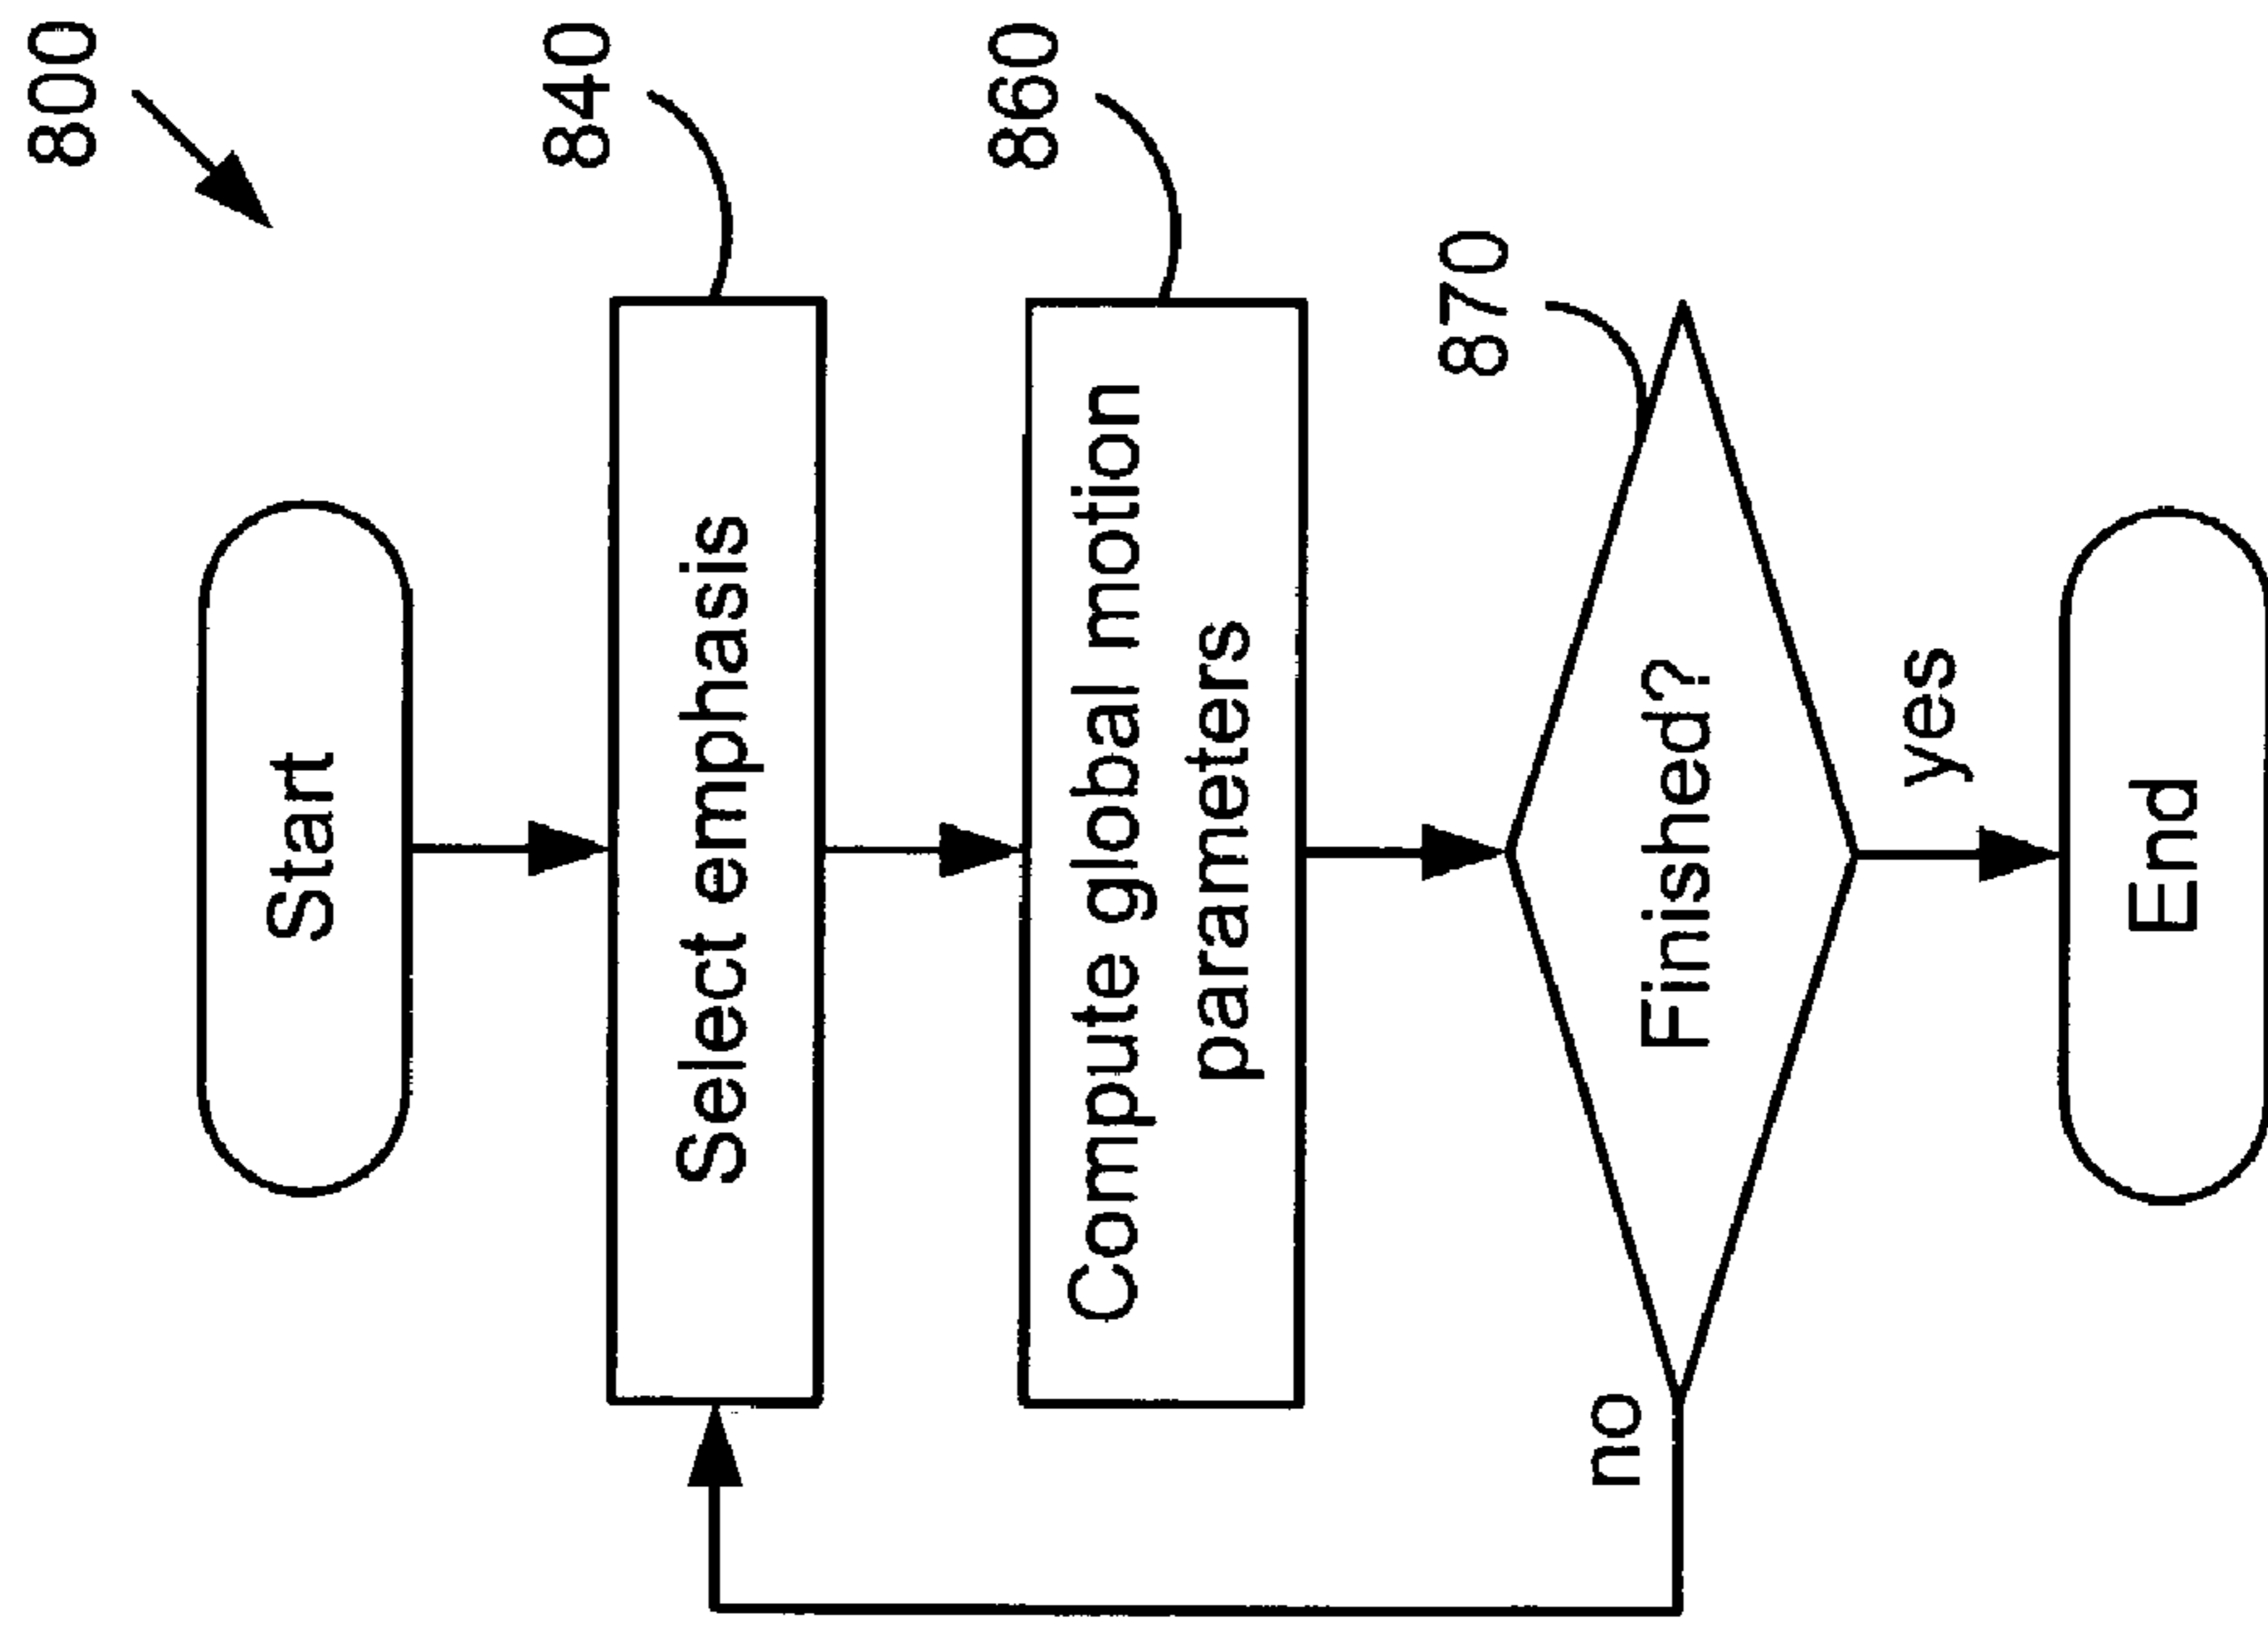 800
Start
840
Select emphasis
860
Compute global motion
parameters
870
Finished?
no
yes
End